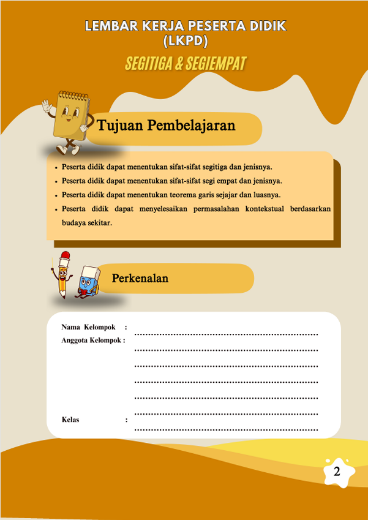 LEMBAR KERJA PESERTA DIDIK
(LKPD)
SEGITIGA & SEGIEMPAT
Tujuan Pembelajaran
• Peserta didik dapat menentukan sifat-sifat segitiga dan jenisnya.
• Peserta didik dapat menentukan sifat-sifat segi empat dan jenisnya.
• Peserta didik dapat menentukan teorema garis sejajar dan luasnya.
• Peserta didik dapat menyelesaikan permasalahan kontekstual berdasarkan
budaya sekitar.
Perkenalan
Nama Kelompok :
Anggota Kelompok :
Kelas :
2